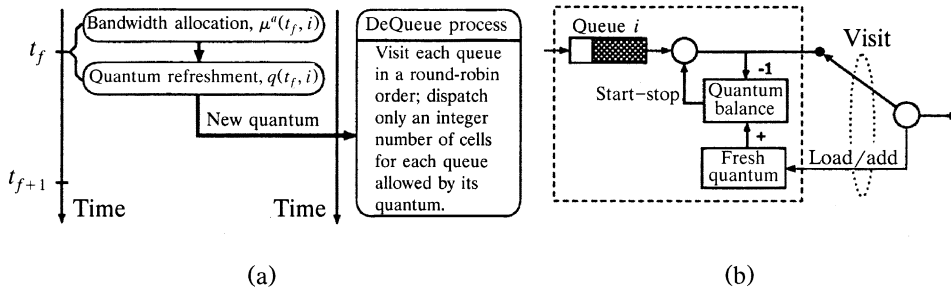 Bandwidth allocation, μᵃ(t_f, i)
t_f
Quantum refreshment, q(t_f, i)
New quantum
t_{f+1}
Time
Time
DeQueue process
Visit each queue
in a round-robin
order; dispatch
only an integer
number of cells
for each queue
allowed by its
quantum.
(a)
Queue i
Visit
-1
Start-stop
Quantum
balance
+
Fresh
quantum
Load/add
(b)